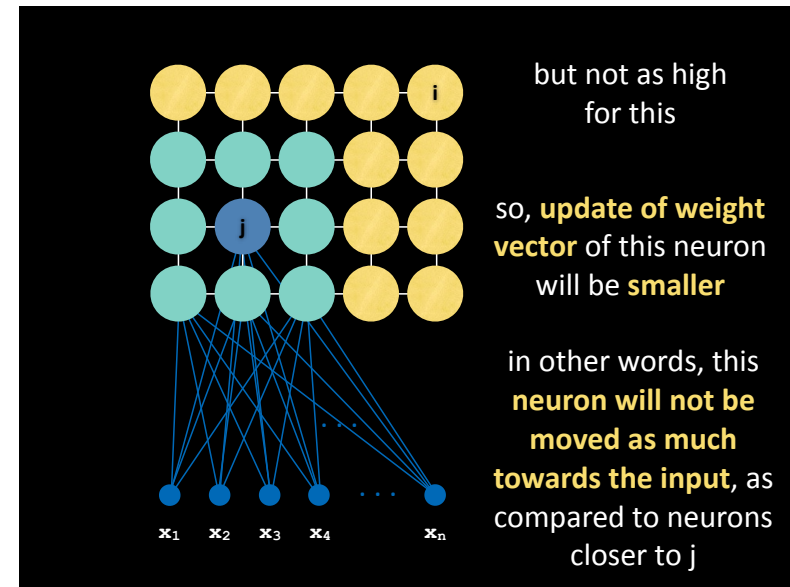 but not as high
for this
i
so, update of weight
vector of this neuron
will be smaller
j
in other words, this
neuron will not be
moved as much
towards the input, as
compared to neurons
closer to j
. . .
. . .
x1 x2 x3 x4 xn